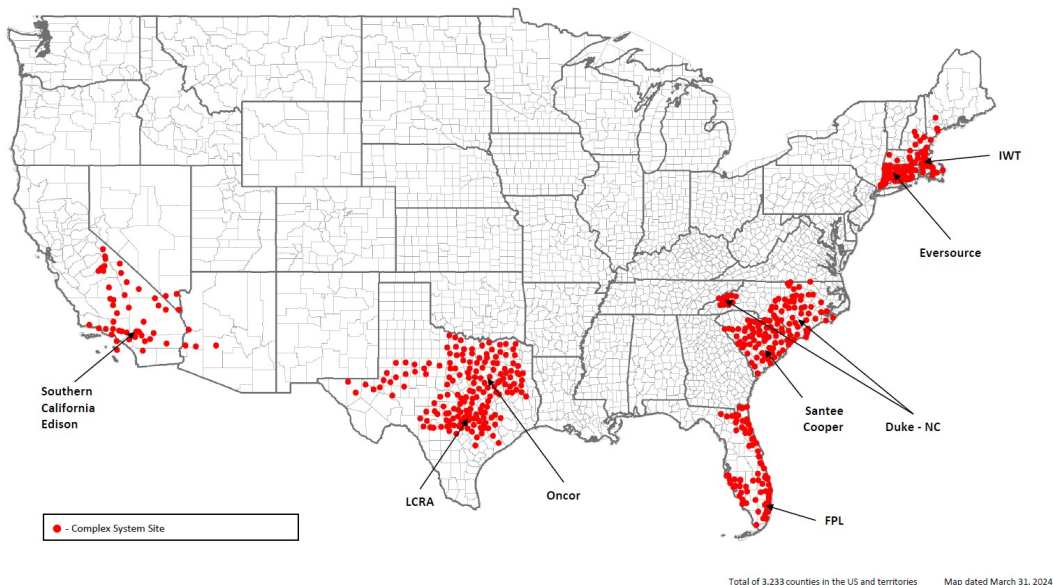 IWT
Eversource
Southern
California
Edison
Santee
Cooper
Duke - NC
LCRA
Oncor
FPL
- Complex System Site
Total of 3,233 counties in the US and territories Map dated March 31, 2024